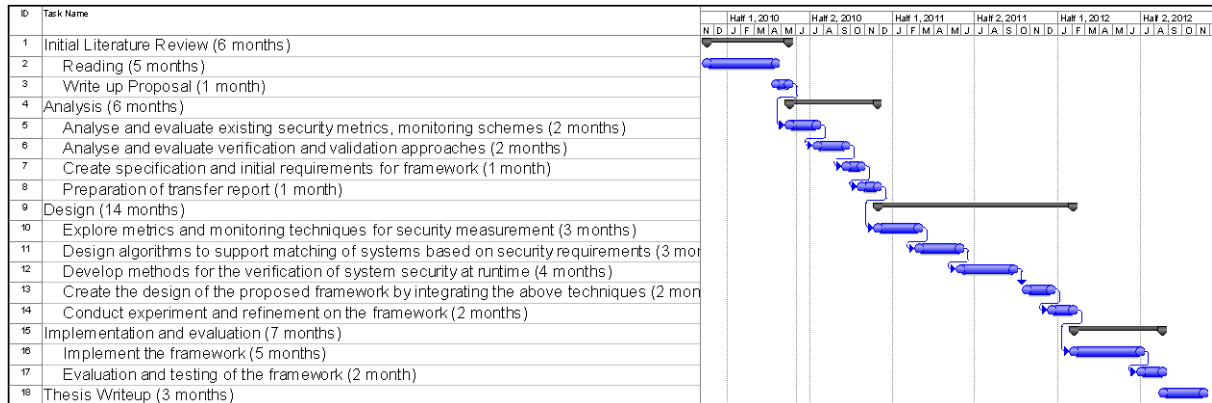 ID Task Name
Half 1, 2010 Half 2, 2010 Half 1, 2011 Half 2, 2011 Half 1, 2012 Half 2, 2012
N D J F M A M J J A S O N D J F M A M J J A S O N D J F M A M J J A S O N
1 Initial Literature Review (6 months)
2 Reading (5 months)
3 Write up Proposal (1 month)
4 Analysis (6 months)
5 Analyse and evaluate existing security metrics, monitoring schemes (2 months)
6 Analyse and evaluate verification and validation approaches (2 months)
7 Create specification and initial requirements for framework (1 month)
8 Preparation of transfer report (1 month)
9 Design (14 months)
10 Explore metrics and monitoring techniques for security measurement (3 months)
11 Design algorithms to support matching of systems based on security requirements (3 mon
12 Develop methods for the verification of system security at runtime (4 months)
13 Create the design of the proposed framework by integrating the above techniques (2 mon
14 Conduct experiment and refinement on the framework (2 months)
15 Implementation and evaluation (7 months)
16 Implement the framework (5 months)
17 Evaluation and testing of the framework (2 month)
18 Thesis Writeup (3 months)